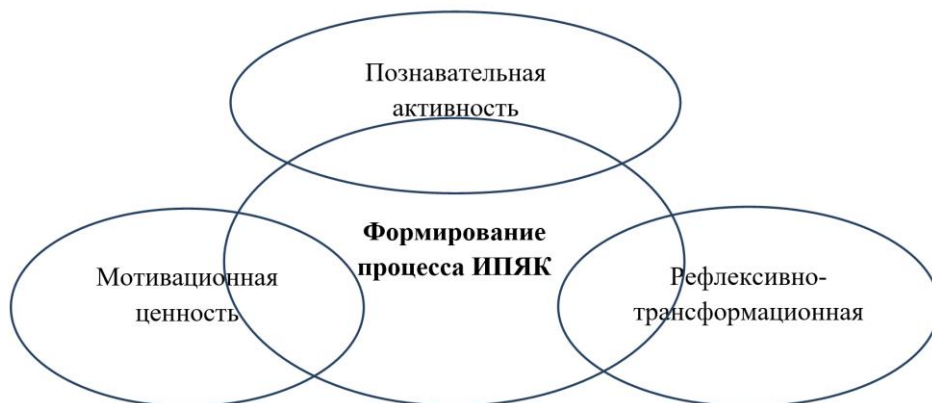 Познавательная
активность
Формирование
процесса ИПЯК
Мотивационная
ценность
Рефлексивно-
трансформационная